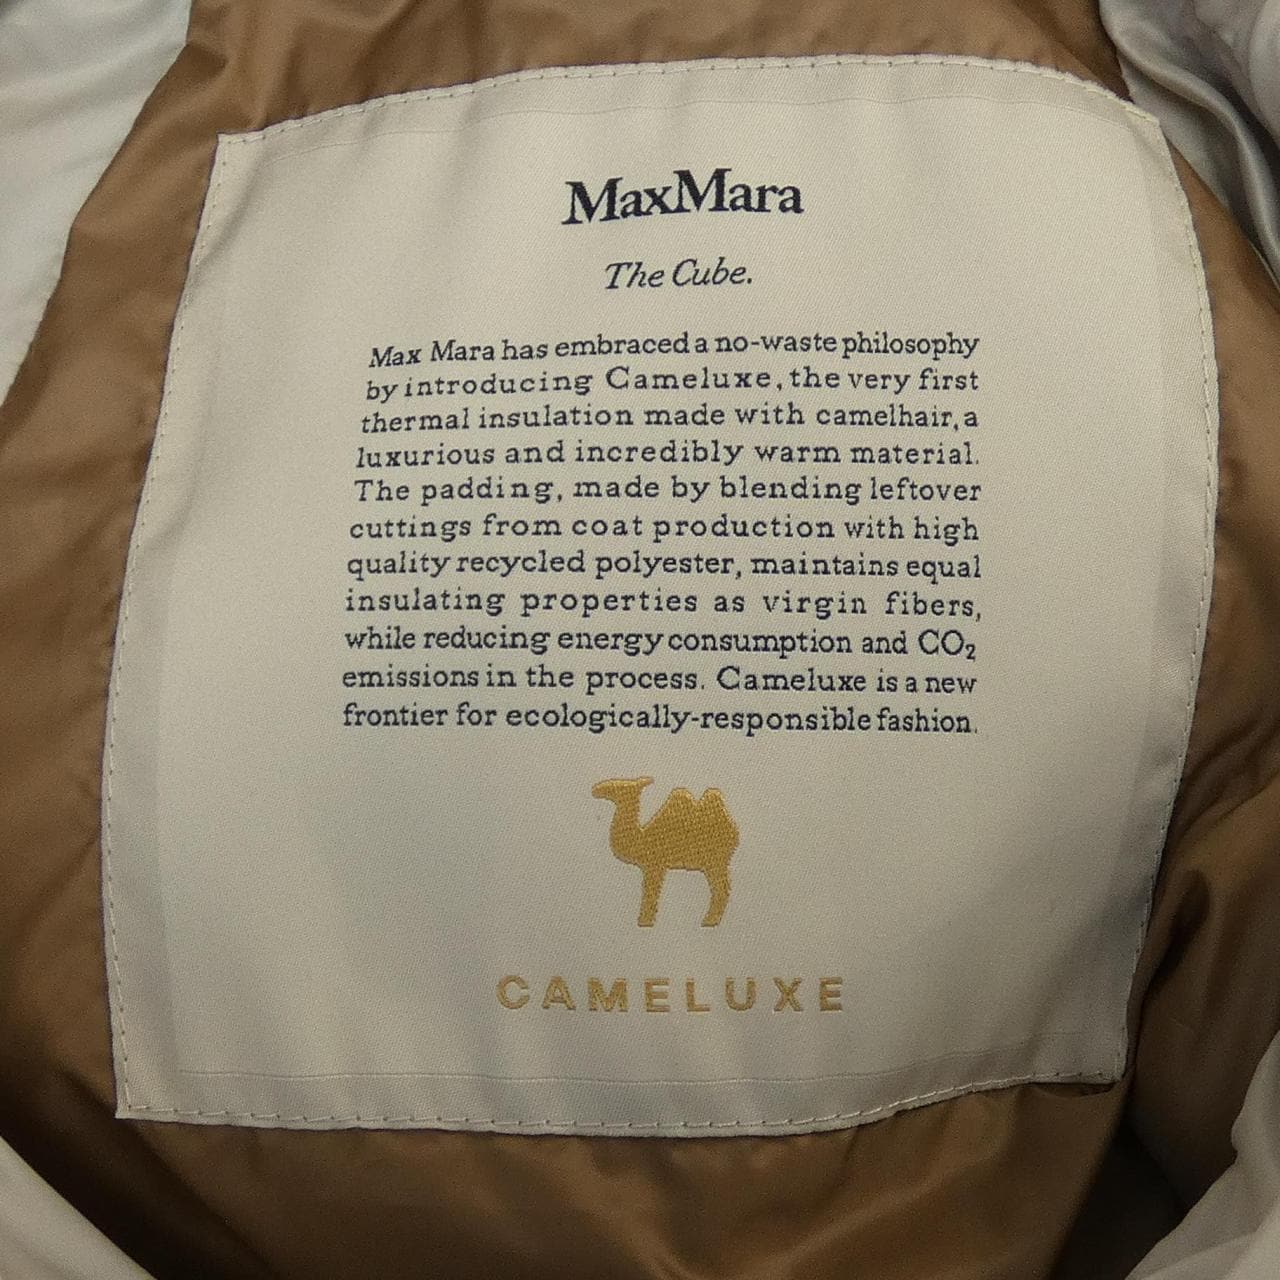 MaxMara
The Cube.
Max Mara has embraced a no-waste philosophy
by introducing Cameluxe, the very first
thermal insulation made with camelhair, a
luxurious and incredibly warm material.
The padding, made by blending leftover
cuttings from coat production with high
quality recycled polyester, maintains equal
insulating properties as virgin fibers,
while reducing energy consumption and CO₂
emissions in the process. Cameluxe is a new
frontier for ecologically-responsible fashion.
CAMELUXE